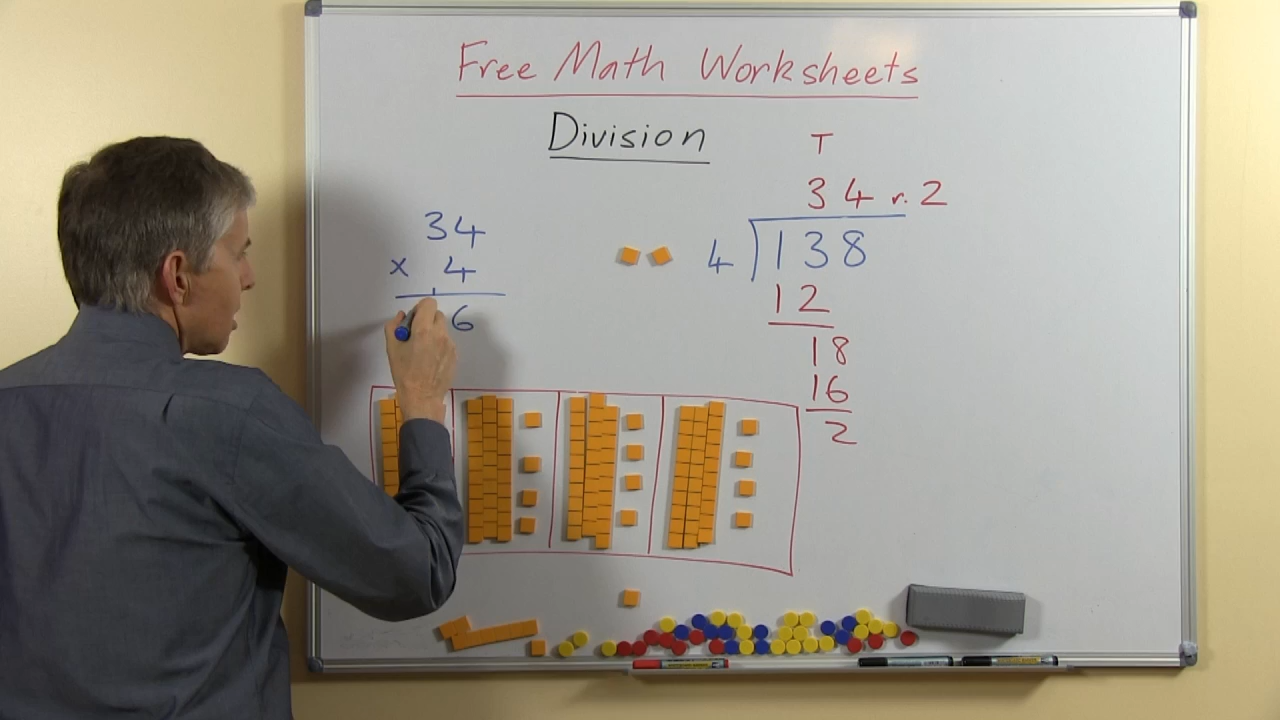 Free Math Worksheets
Division
T
34 r. 2
4 ) 138
12
18
16
2
34
x 4
6